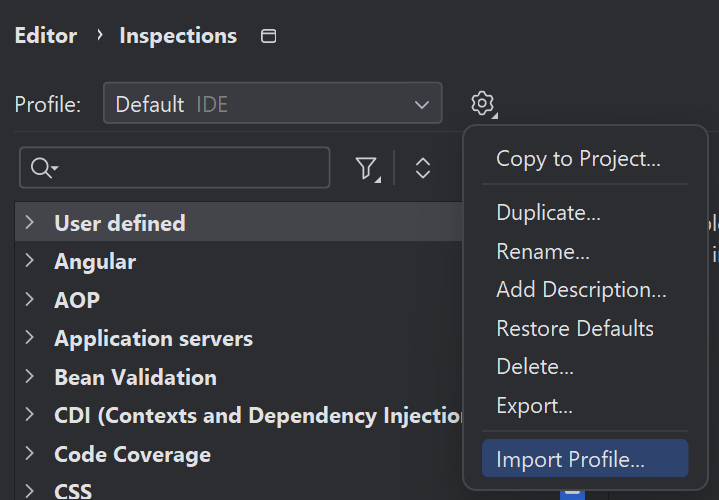 Editor › Inspections
Profile: Default IDE
Copy to Project...
Duplicate...
Rename...
Add Description...
Restore Defaults
Delete...
Export...
Import Profile...
User defined
Angular
AOP
Application servers
Bean Validation
CDI (Contexts and Dependency Injection
Code Coverage
CSS